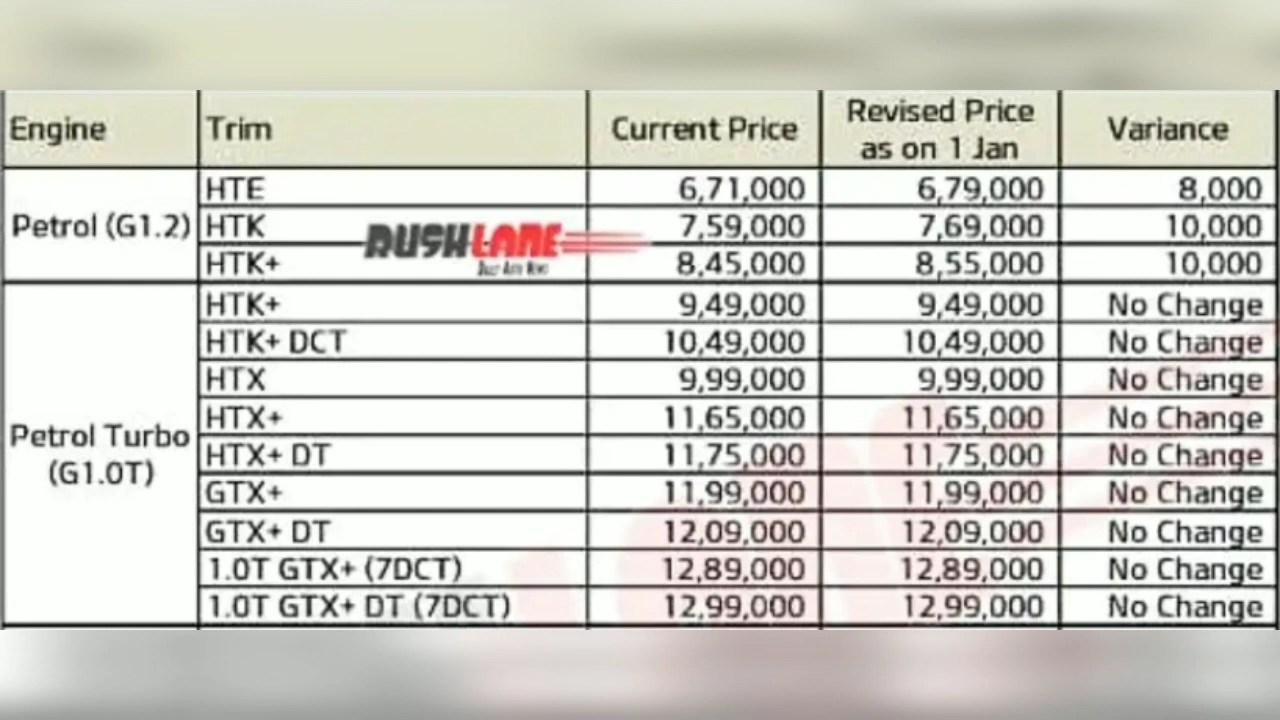 Engine Trim Current Price Revised Price as on 1 Jan Variance
Petrol (G1.2) HTE 6,71,000 6,79,000 8,000
HTK 7,59,000 7,69,000 10,000
RUSHLANE
HTK+ 8,45,000 8,55,000 10,000
Petrol Turbo (G1.0T) HTK+ 9,49,000 9,49,000 No Change
HTK+ DCT 10,49,000 10,49,000 No Change
HTX 9,99,000 9,99,000 No Change
HTX+ 11,65,000 11,65,000 No Change
HTX+ DT 11,75,000 11,75,000 No Change
GTX+ 11,99,000 11,99,000 No Change
GTX+ DT 12,09,000 12,09,000 No Change
1.0T GTX+ (7DCT) 12,89,000 12,89,000 No Change
1.0T GTX+ DT (7DCT) 12,99,000 12,99,000 No Change